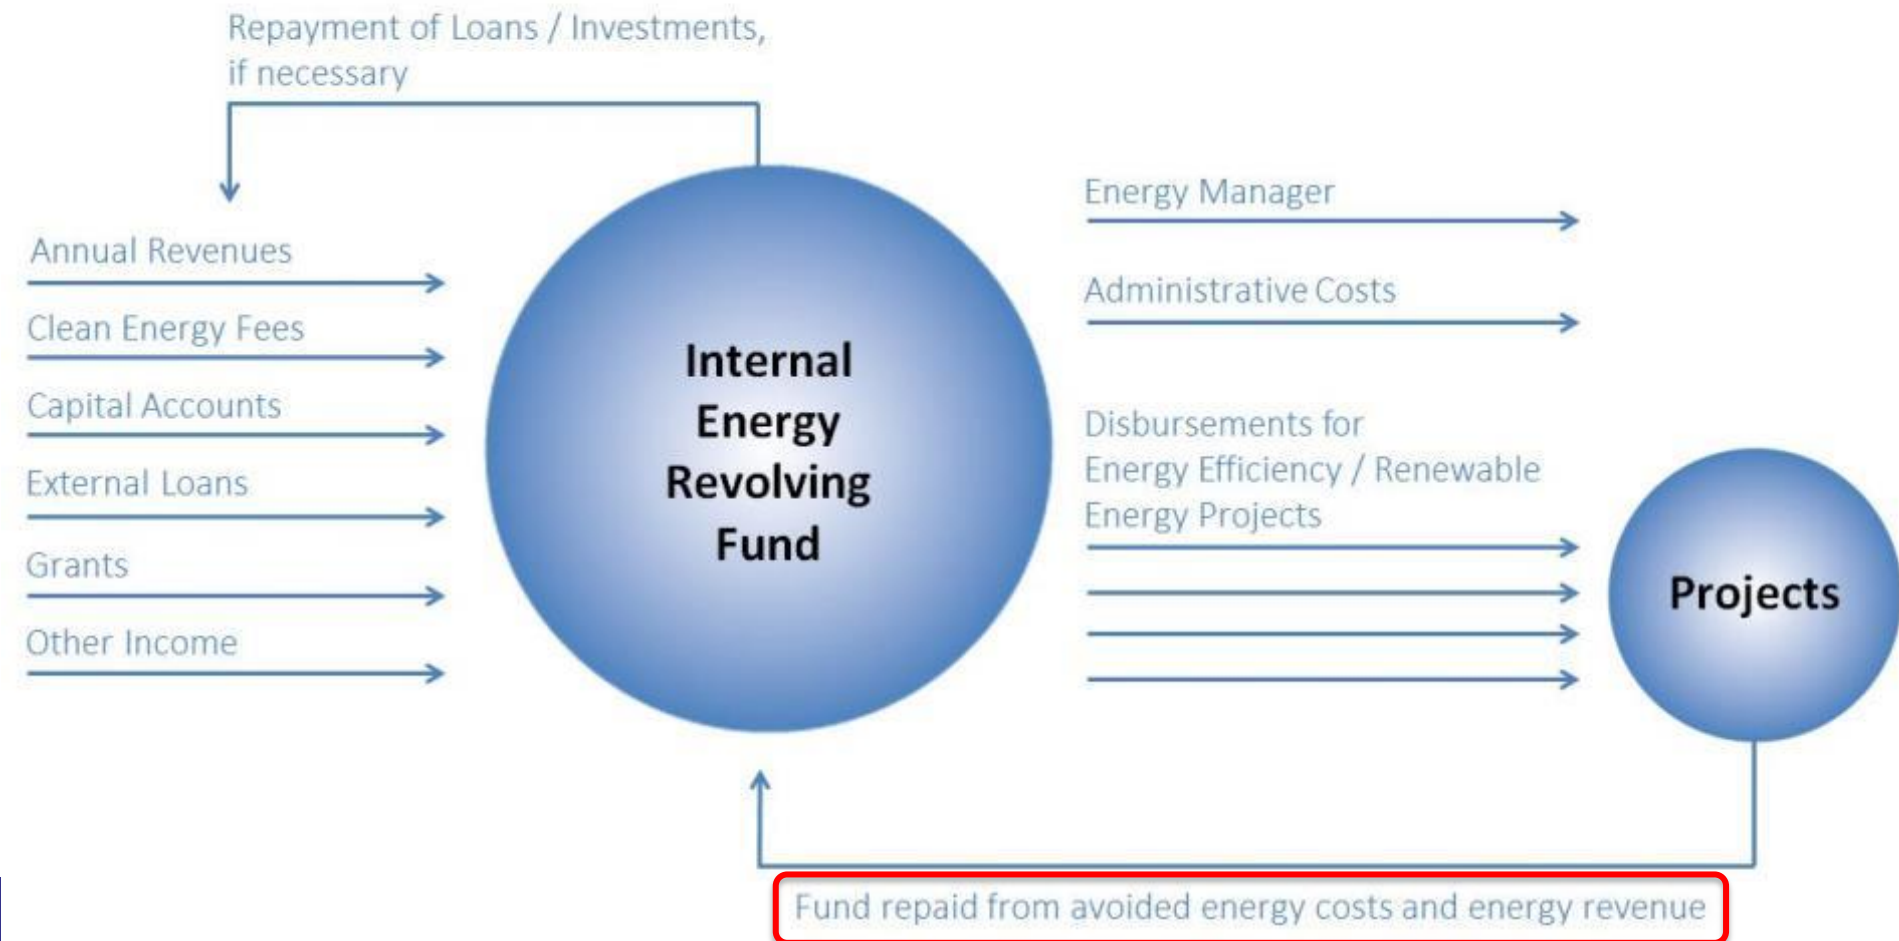 Repayment of Loans / Investments,
if necessary
Annual Revenues
Clean Energy Fees
Capital Accounts
External Loans
Grants
Other Income
Internal
Energy
Revolving
Fund
Energy Manager
Administrative Costs
Disbursements for
Energy Efficiency / Renewable
Energy Projects
Projects
Fund repaid from avoided energy costs and energy revenue